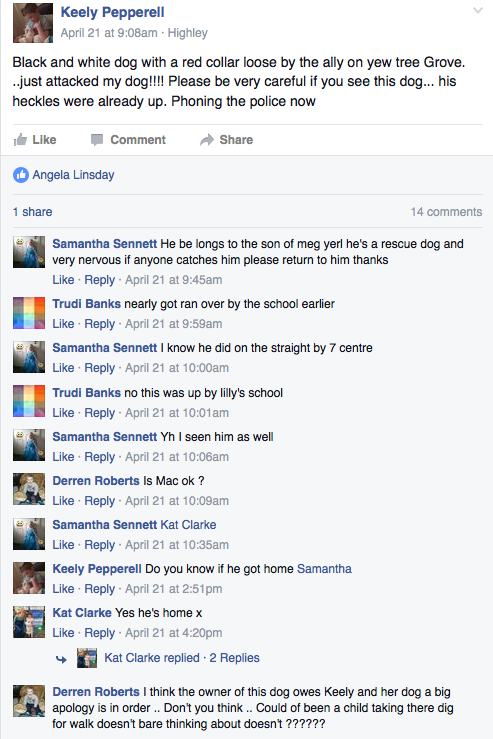 Keely Pepperell
April 21 at 9:08am · Highley
Black and white dog with a red collar loose by the ally on yew tree Grove.
..just attacked my dog!!!! Please be very careful if you see this dog... his
heckles were already up. Phoning the police now
Like Comment Share
Angela Linsday
1 share 14 comments
Samantha Sennett He be longs to the son of meg yerl he's a rescue dog and
very nervous if anyone catches him please return to him thanks
Like · Reply · April 21 at 9:45am
Trudi Banks nearly got ran over by the school earlier
Like · Reply · April 21 at 9:59am
Samantha Sennett I know he did on the straight by 7 centre
Like · Reply · April 21 at 10:00am
Trudi Banks no this was up by lilly's school
Like · Reply · April 21 at 10:01am
Samantha Sennett Yh I seen him as well
Like · Reply · April 21 at 10:06am
Derren Roberts Is Mac ok ?
Like · Reply · April 21 at 10:09am
Samantha Sennett Kat Clarke
Like · Reply · April 21 at 10:35am
Keely Pepperell Do you know if he got home Samantha
Like · Reply · April 21 at 2:51pm
Kat Clarke Yes he's home x
Like · Reply · April 21 at 4:20pm
Kat Clarke replied · 2 Replies
Derren Roberts I think the owner of this dog owes Keely and her dog a big
apology is in order .. Don't you think .. Could of been a child taking there dig
for walk doesn't bare thinking about doesn't ??????